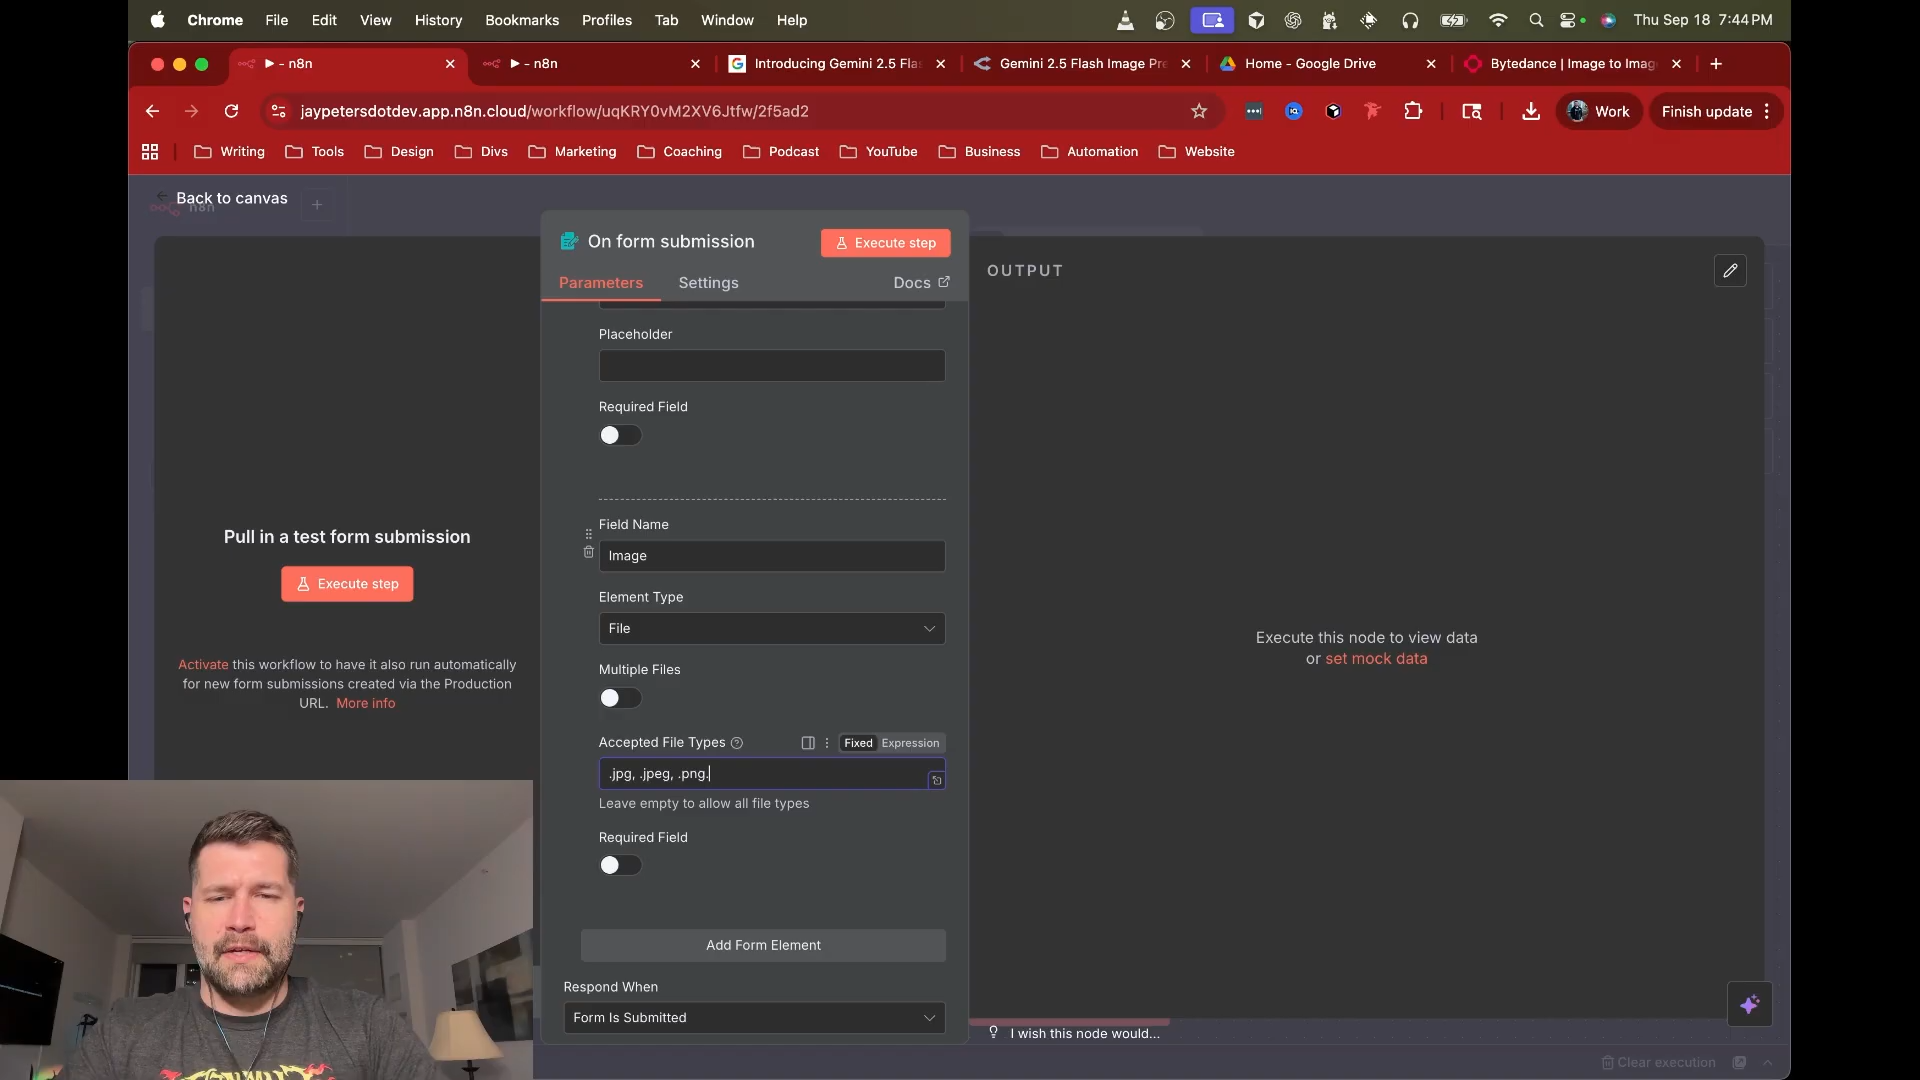 Chrome File Edit View History Bookmarks Profiles Tab Window Help
Thu Sep 18 7:44 PM
- n8n
- n8n
Introducing Gemini 2.5 Fla
Gemini 2.5 Flash Image Pre
Home - Google Drive
Bytedance | Image to Imag
jaypetersdotdev.app.n8n.cloud/workflow/uqKRY0vM2XV6Jtfw/2f5ad2
Work
Finish update
Writing Tools Design Divs Marketing Coaching Podcast YouTube Business Automation Website
Back to canvas
n8n
On form submission
Execute step
Parameters
Settings
Docs
Placeholder
Required Field
Field Name
Image
Element Type
File
Multiple Files
Accepted File Types
Fixed Expression
.jpg, .jpeg, .png.
Leave empty to allow all file types
Required Field
Add Form Element
Respond When
Form Is Submitted
Pull in a test form submission
Execute step
Activate this workflow to have it also run automatically
for new form submissions created via the Production
URL. More info
OUTPUT
Execute this node to view data
or set mock data
I wish this node would...
Clear execution